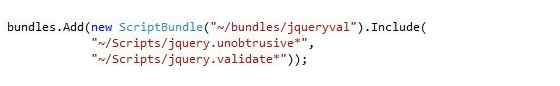 bundles.Add(new ScriptBundle("~/bundles/jqueryval").Include(
"~/Scripts/jquery.unobtrusive*",
"~/Scripts/jquery.validate*"));